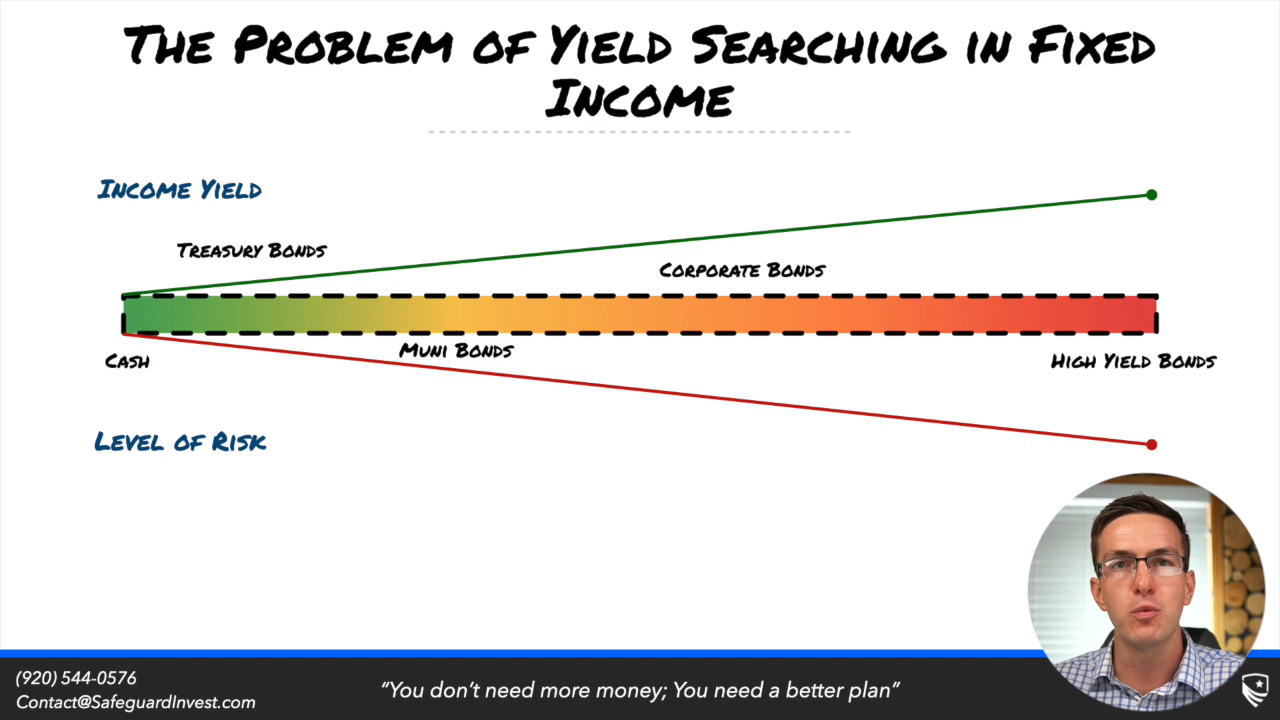 The Problem of Yield Searching in Fixed
Income
Income Yield
Treasury Bonds
Corporate Bonds
Muni Bonds
Cash
High Yield Bonds
Level of Risk
(920) 544-0576
Contact@SafeguardInvest.com
“You don’t need more money; You need a better plan”